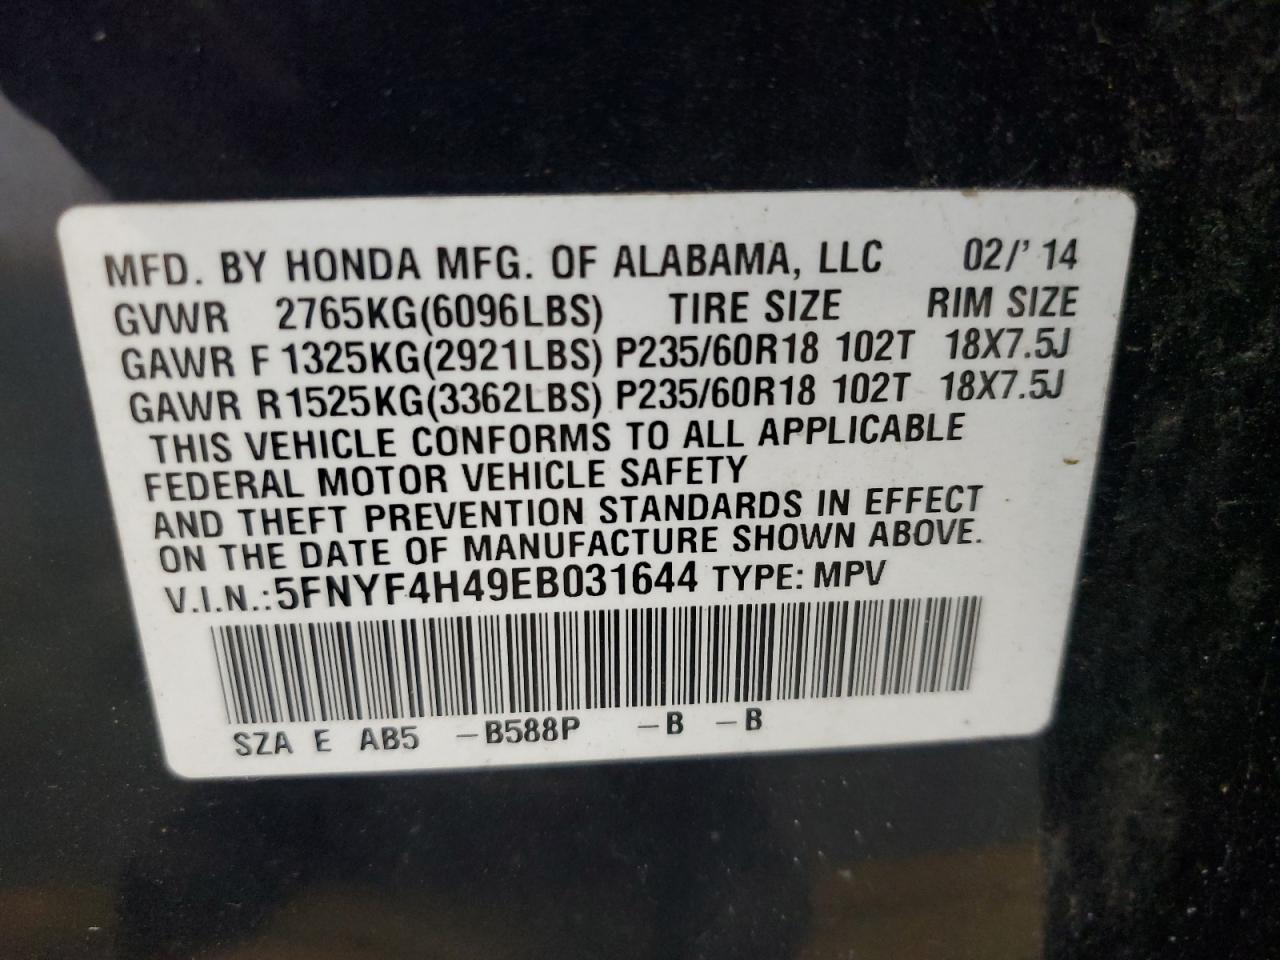 MFD. BY HONDA MFG. OF ALABAMA, LLC 02/' 14
GVWR 2765KG(6096LBS) TIRE SIZE RIM SIZE
GAWR F 1325KG(2921LBS) P235/60R18 102T 18X7.5J
GAWR R1525KG(3362LBS) P235/60R18 102T 18X7.5J
THIS VEHICLE CONFORMS TO ALL APPLICABLE
FEDERAL MOTOR VEHICLE SAFETY
AND THEFT PREVENTION STANDARDS IN EFFECT
ON THE DATE OF MANUFACTURE SHOWN ABOVE.
V.I.N.:5FNYF4H49EB031644 TYPE: MPV
SZA E AB5 -B588P -B -B